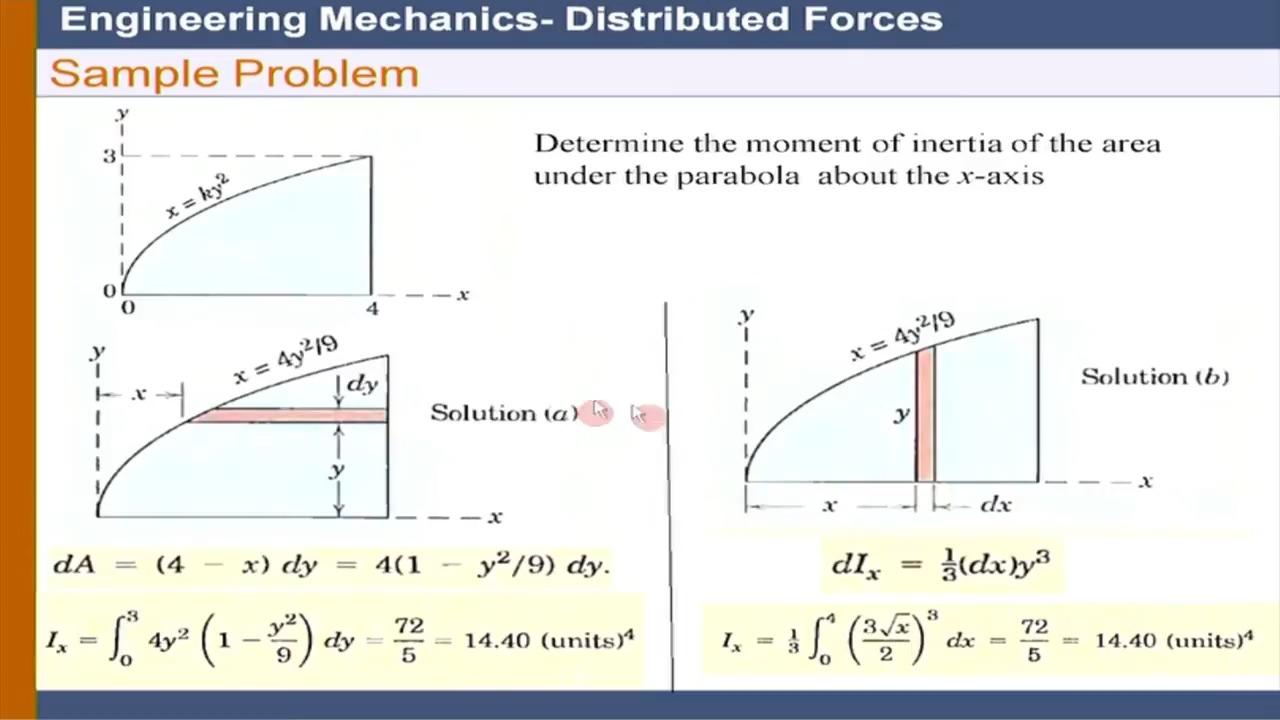 Engineering Mechanics- Distributed Forces
Sample Problem
y
3
x = ky²
0
0
4
x
Determine the moment of inertia of the area
under the parabola about the x-axis
y
x
x = 4y²/9
dy
y
x
Solution (a)
dA = (4 − x) dy = 4(1 − y²/9) dy.
Iₓ = ∫₀³ 4y² (1 − y²/9) dy = 72/5 = 14.40 (units)⁴
y
x = 4y²/9
y
x
x
dx
Solution (b)
dIₓ = ⅓(dx)y³
Iₓ = ⅓ ∫₀⁴ (3√x/2)³ dx = 72/5 = 14.40 (units)⁴